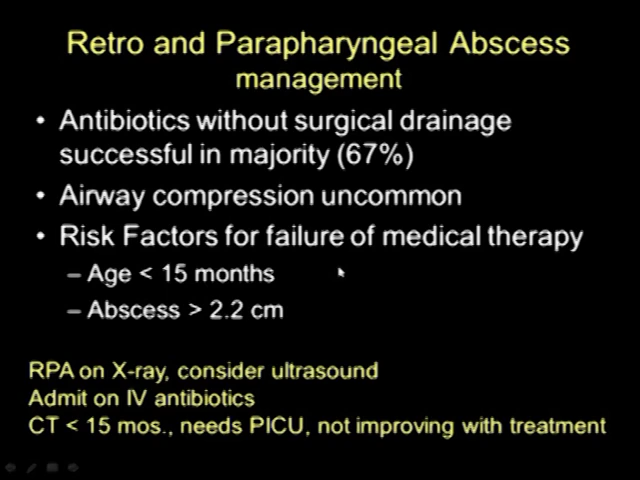 Retro and Parapharyngeal Abscess
management
• Antibiotics without surgical drainage
successful in majority (67%)
• Airway compression uncommon
• Risk Factors for failure of medical therapy
– Age < 15 months
– Abscess > 2.2 cm
RPA on X-ray, consider ultrasound
Admit on IV antibiotics
CT < 15 mos., needs PICU, not improving with treatment